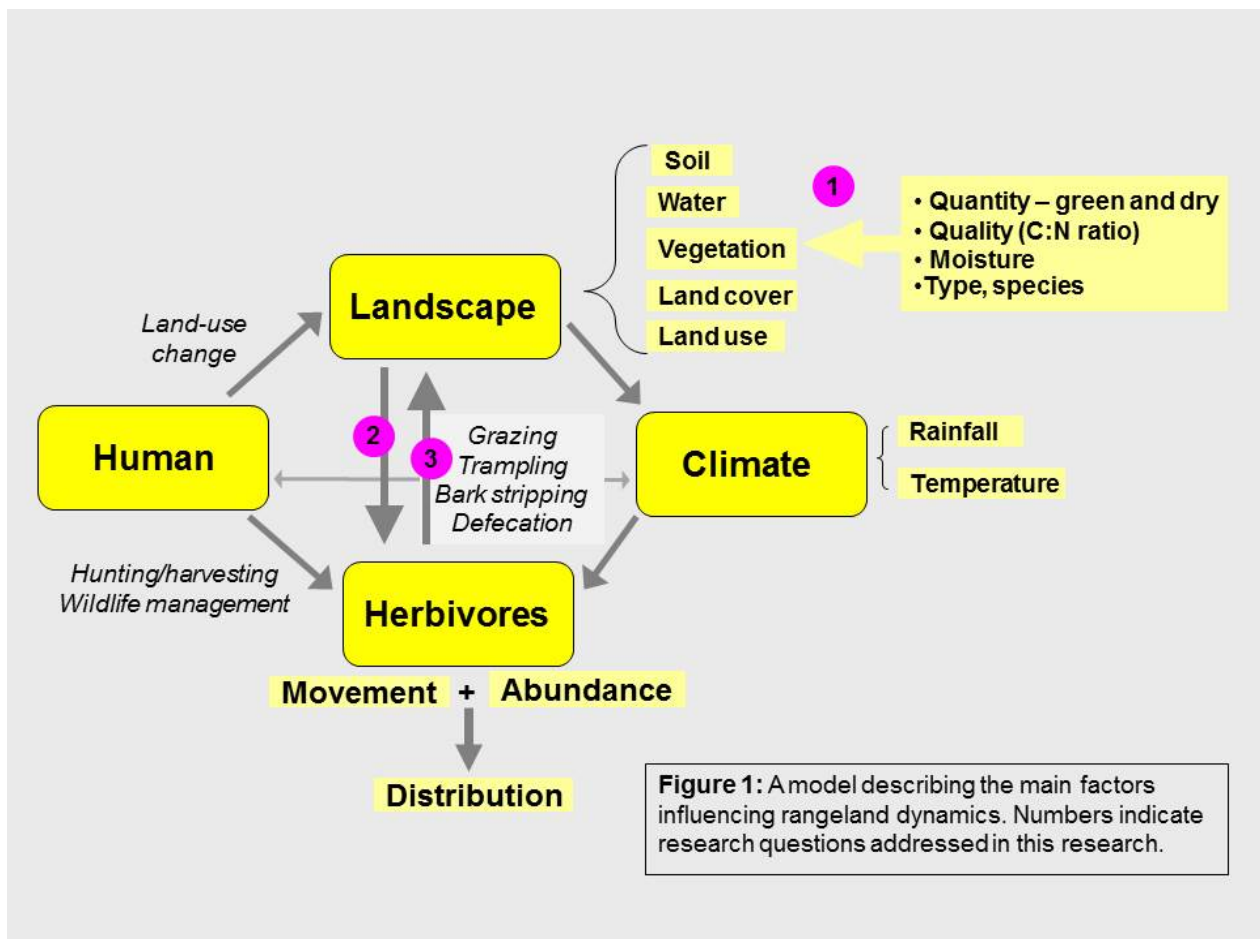 Soil
Water
Vegetation
Land cover
Land use
1
• Quantity – green and dry
• Quality (C:N ratio)
• Moisture
•Type, species
Landscape
Land-use
change
Human
2
3
Grazing
Trampling
Bark stripping
Defecation
Climate
Rainfall
Temperature
Hunting/harvesting
Wildlife management
Herbivores
Movement + Abundance
Distribution
Figure 1: A model describing the main factors
influencing rangeland dynamics. Numbers indicate
research questions addressed in this research.